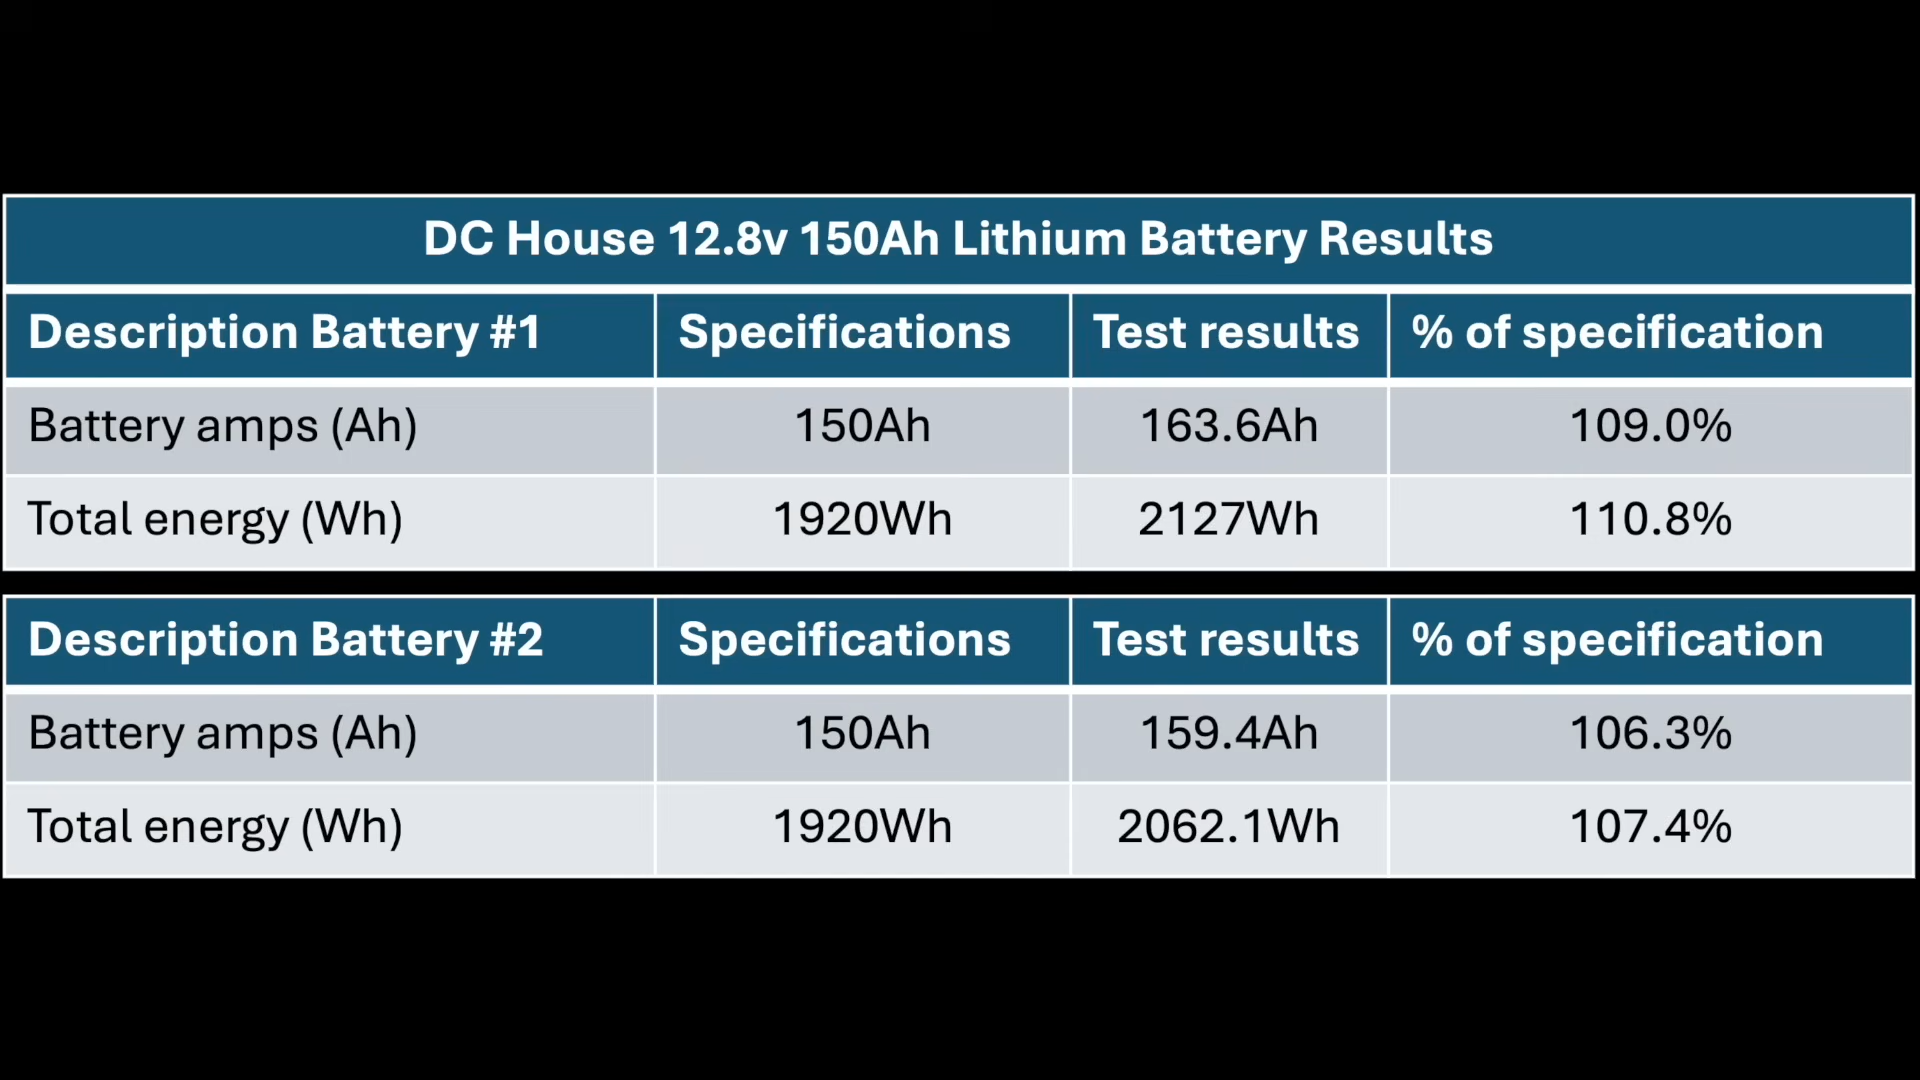 DC House 12.8v 150Ah Lithium Battery Results
Description Battery #1 Specifications Test results % of specification
Battery amps (Ah) 150Ah 163.6Ah 109.0%
Total energy (Wh) 1920Wh 2127Wh 110.8%
Description Battery #2 Specifications Test results % of specification
Battery amps (Ah) 150Ah 159.4Ah 106.3%
Total energy (Wh) 1920Wh 2062.1Wh 107.4%